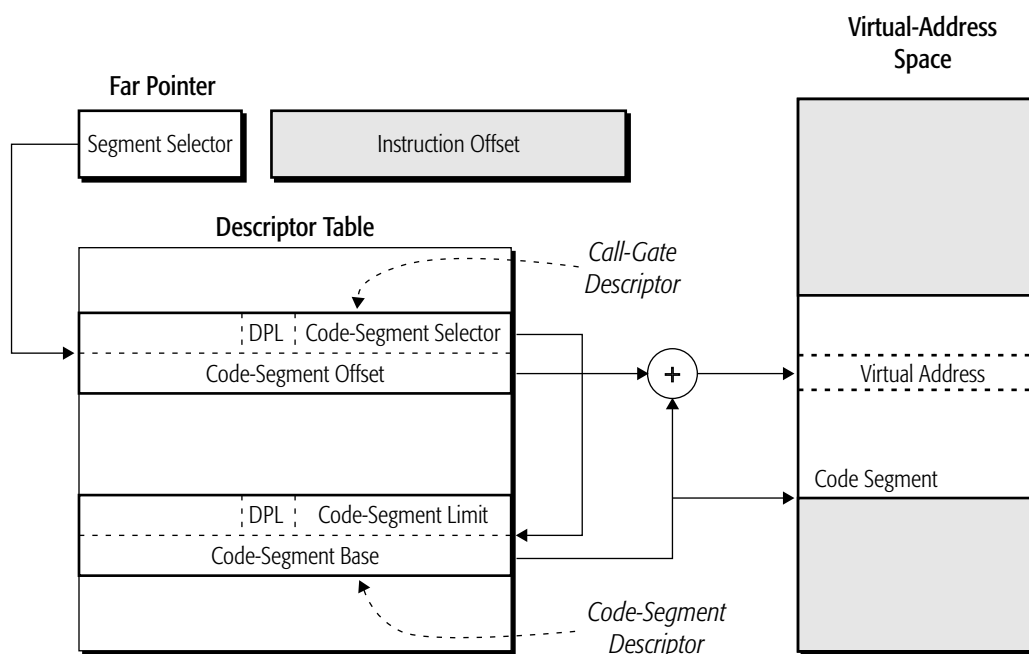 Virtual-Address
Space
Far Pointer
Segment Selector
Instruction Offset
Descriptor Table
Call-Gate
Descriptor
DPL
Code-Segment Selector
Code-Segment Offset
+
Virtual Address
Code Segment
DPL
Code-Segment Limit
Code-Segment Base
Code-Segment
Descriptor